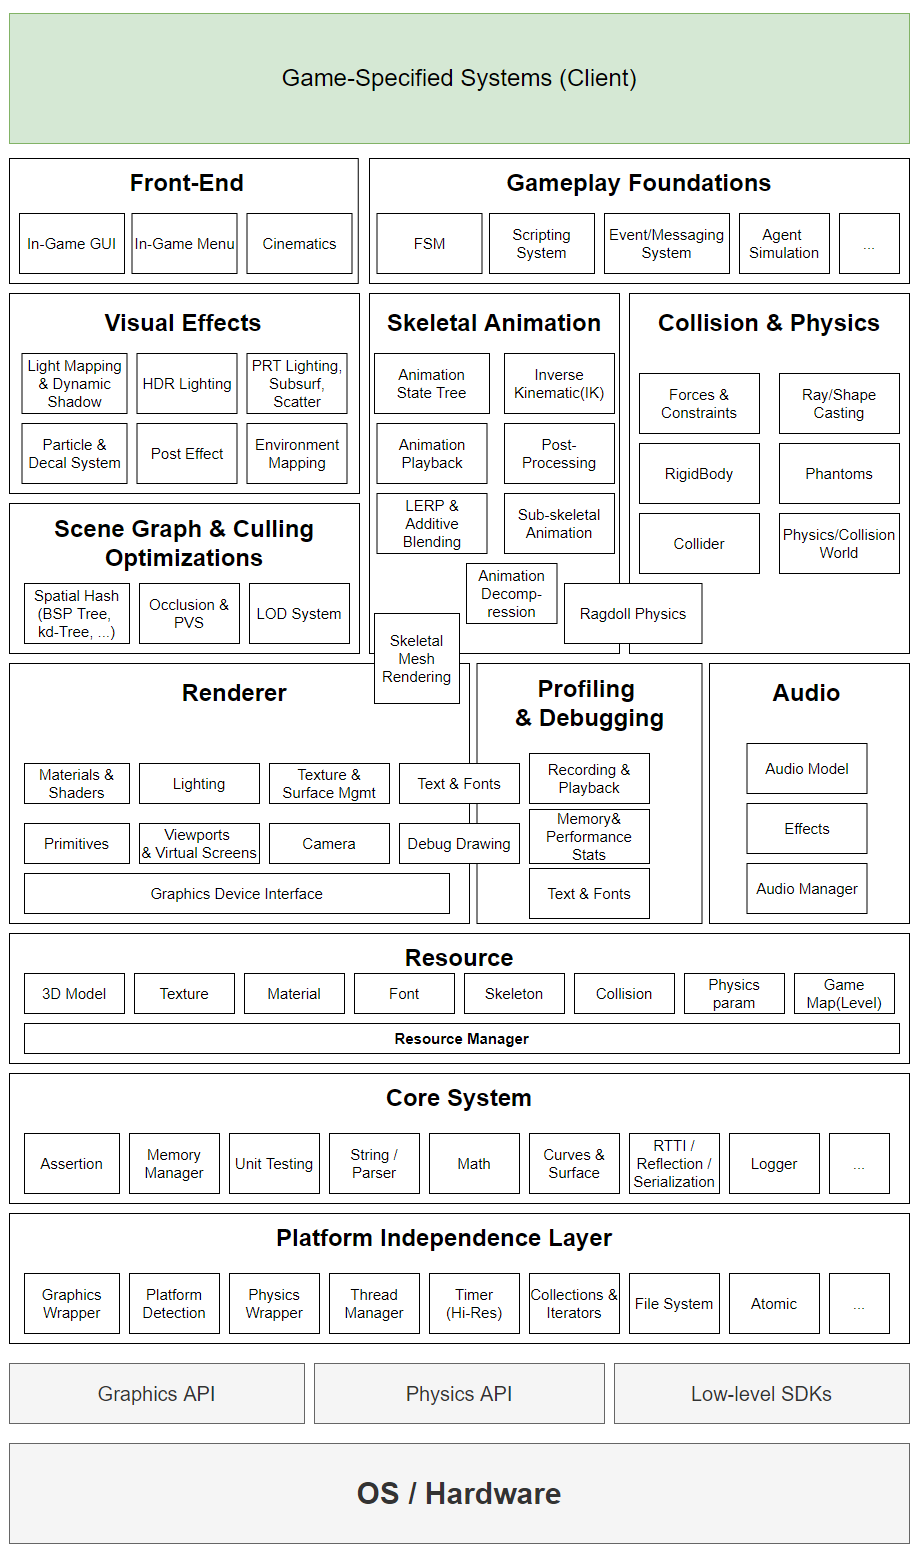 Game-Specified Systems (Client)
Front-End
In-Game GUI
In-Game Menu
Cinematics
Gameplay Foundations
FSM
Scripting
System
Event/Messaging
System
Agent
Simulation
...
Visual Effects
Light Mapping
& Dynamic
Shadow
HDR Lighting
PRT Lighting,
Subsurf,
Scatter
Particle &
Decal System
Post Effect
Environment
Mapping
Skeletal Animation
Animation
State Tree
Inverse
Kinematic(IK)
Animation
Playback
Post-
Processing
LERP &
Additive
Blending
Sub-skeletal
Animation
Animation
Decomp-
ression
Skeletal
Mesh
Rendering
Ragdoll Physics
Collision & Physics
Forces &
Constraints
Ray/Shape
Casting
RigidBody
Phantoms
Collider
Physics/Collision
World
Scene Graph & Culling
Optimizations
Spatial Hash
(BSP Tree,
kd-Tree, ...)
Occlusion &
PVS
LOD System
Renderer
Materials &
Shaders
Lighting
Texture &
Surface Mgmt
Text & Fonts
Primitives
Viewports
& Virtual Screens
Camera
Debug Drawing
Graphics Device Interface
Profiling
& Debugging
Recording &
Playback
Memory&
Performance
Stats
Text & Fonts
Audio
Audio Model
Effects
Audio Manager
Resource
3D Model
Texture
Material
Font
Skeleton
Collision
Physics
param
Game
Map(Level)
Resource Manager
Core System
Assertion
Memory
Manager
Unit Testing
String /
Parser
Math
Curves &
Surface
RTTI /
Reflection /
Serialization
Logger
...
Platform Independence Layer
Graphics
Wrapper
Platform
Detection
Physics
Wrapper
Thread
Manager
Timer
(Hi-Res)
Collections &
Iterators
File System
Atomic
...
Graphics API
Physics API
Low-level SDKs
OS / Hardware